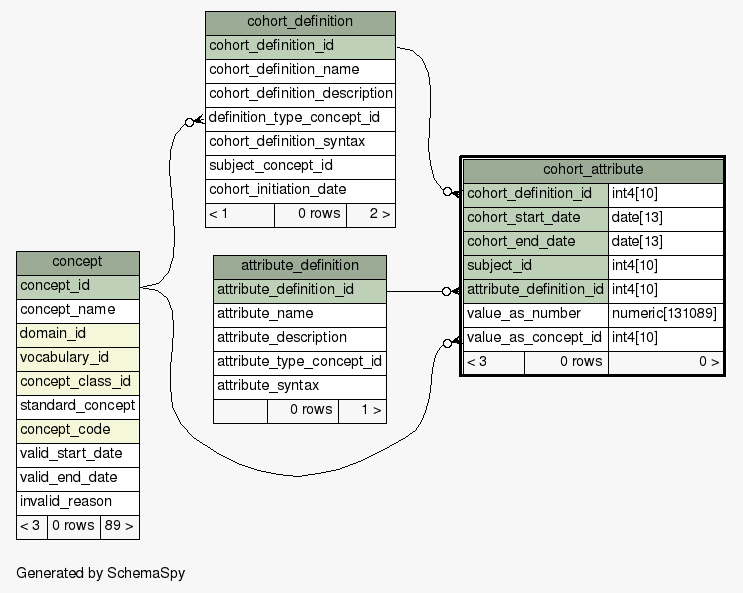 cohort_definition
cohort_definition_id
cohort_definition_name
cohort_definition_description
definition_type_concept_id
cohort_definition_syntax
subject_concept_id
cohort_initiation_date
< 1 0 rows 2 >
cohort_attribute
cohort_definition_id int4[10]
cohort_start_date date[13]
cohort_end_date date[13]
subject_id int4[10]
attribute_definition_id int4[10]
value_as_number numeric[131089]
value_as_concept_id int4[10]
< 3 0 rows 0 >
concept
concept_id
concept_name
domain_id
vocabulary_id
concept_class_id
standard_concept
concept_code
valid_start_date
valid_end_date
invalid_reason
< 3 0 rows 89 >
attribute_definition
attribute_definition_id
attribute_name
attribute_description
attribute_type_concept_id
attribute_syntax
0 rows 1 >
Generated by SchemaSpy